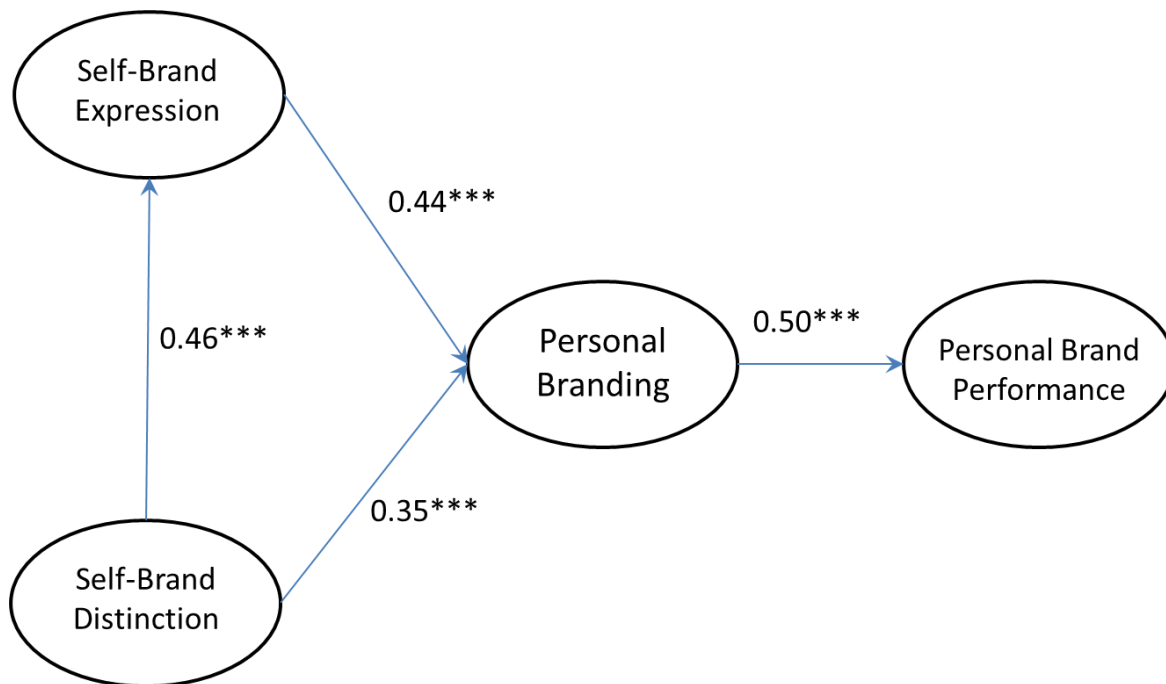 Self-Brand
Expression
0.44***
0.46***
Personal
Branding
0.50***
Personal Brand
Performance
0.35***
Self-Brand
Distinction